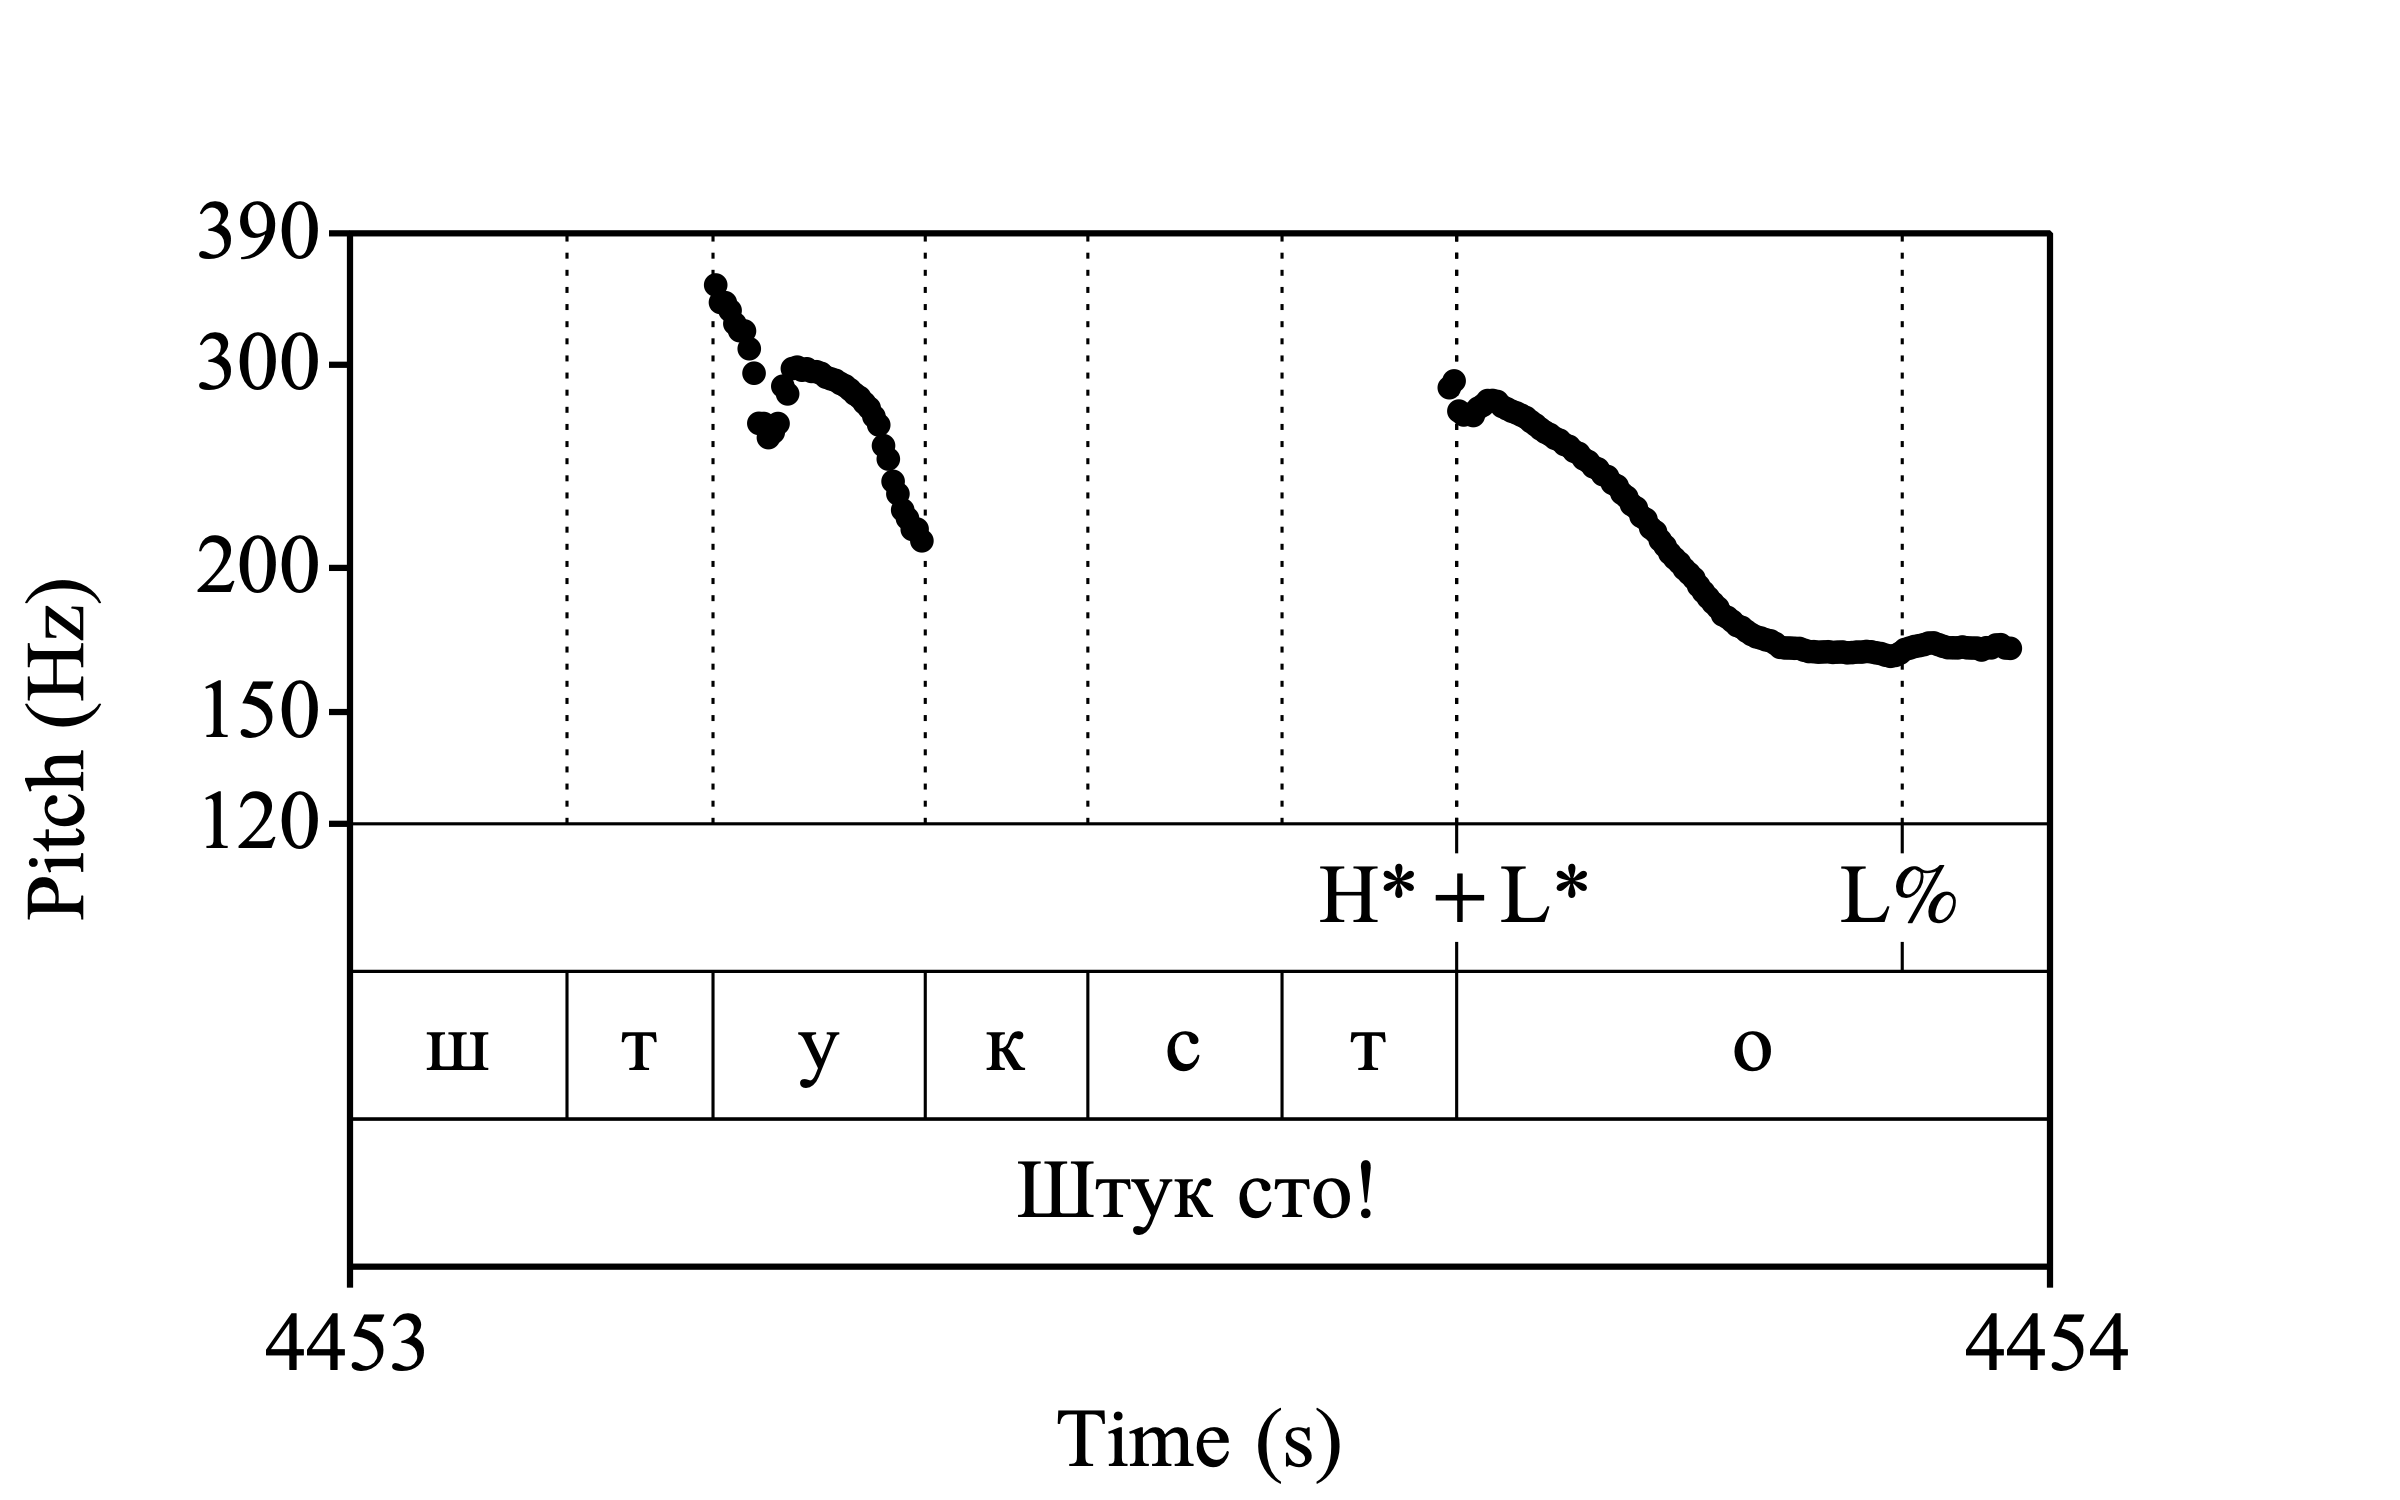 390
300
200
150
120
Pitch (Hz)
H*+L* L%
ш т у к с т о
Штук сто!
4453 4454
Time (s)